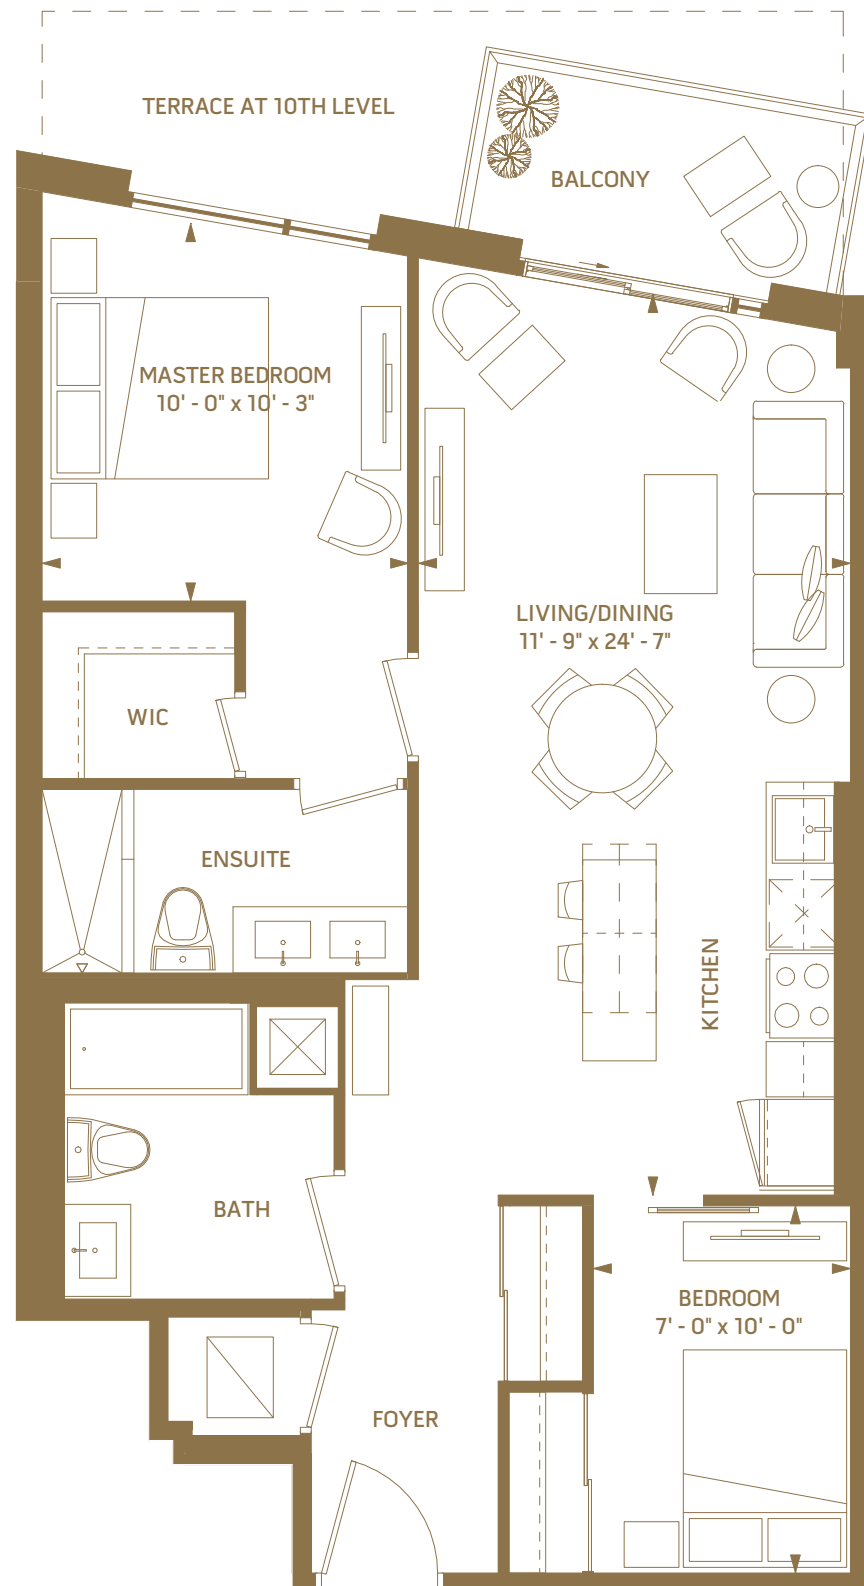 TERRACE AT 10TH LEVEL
BALCONY
MASTER BEDROOM
10' - 0" x 10' - 3"
LIVING/DINING
11' - 9" x 24' - 7"
WIC
ENSUITE
KITCHEN
BATH
BEDROOM
7' - 0" x 10' - 0"
FOYER